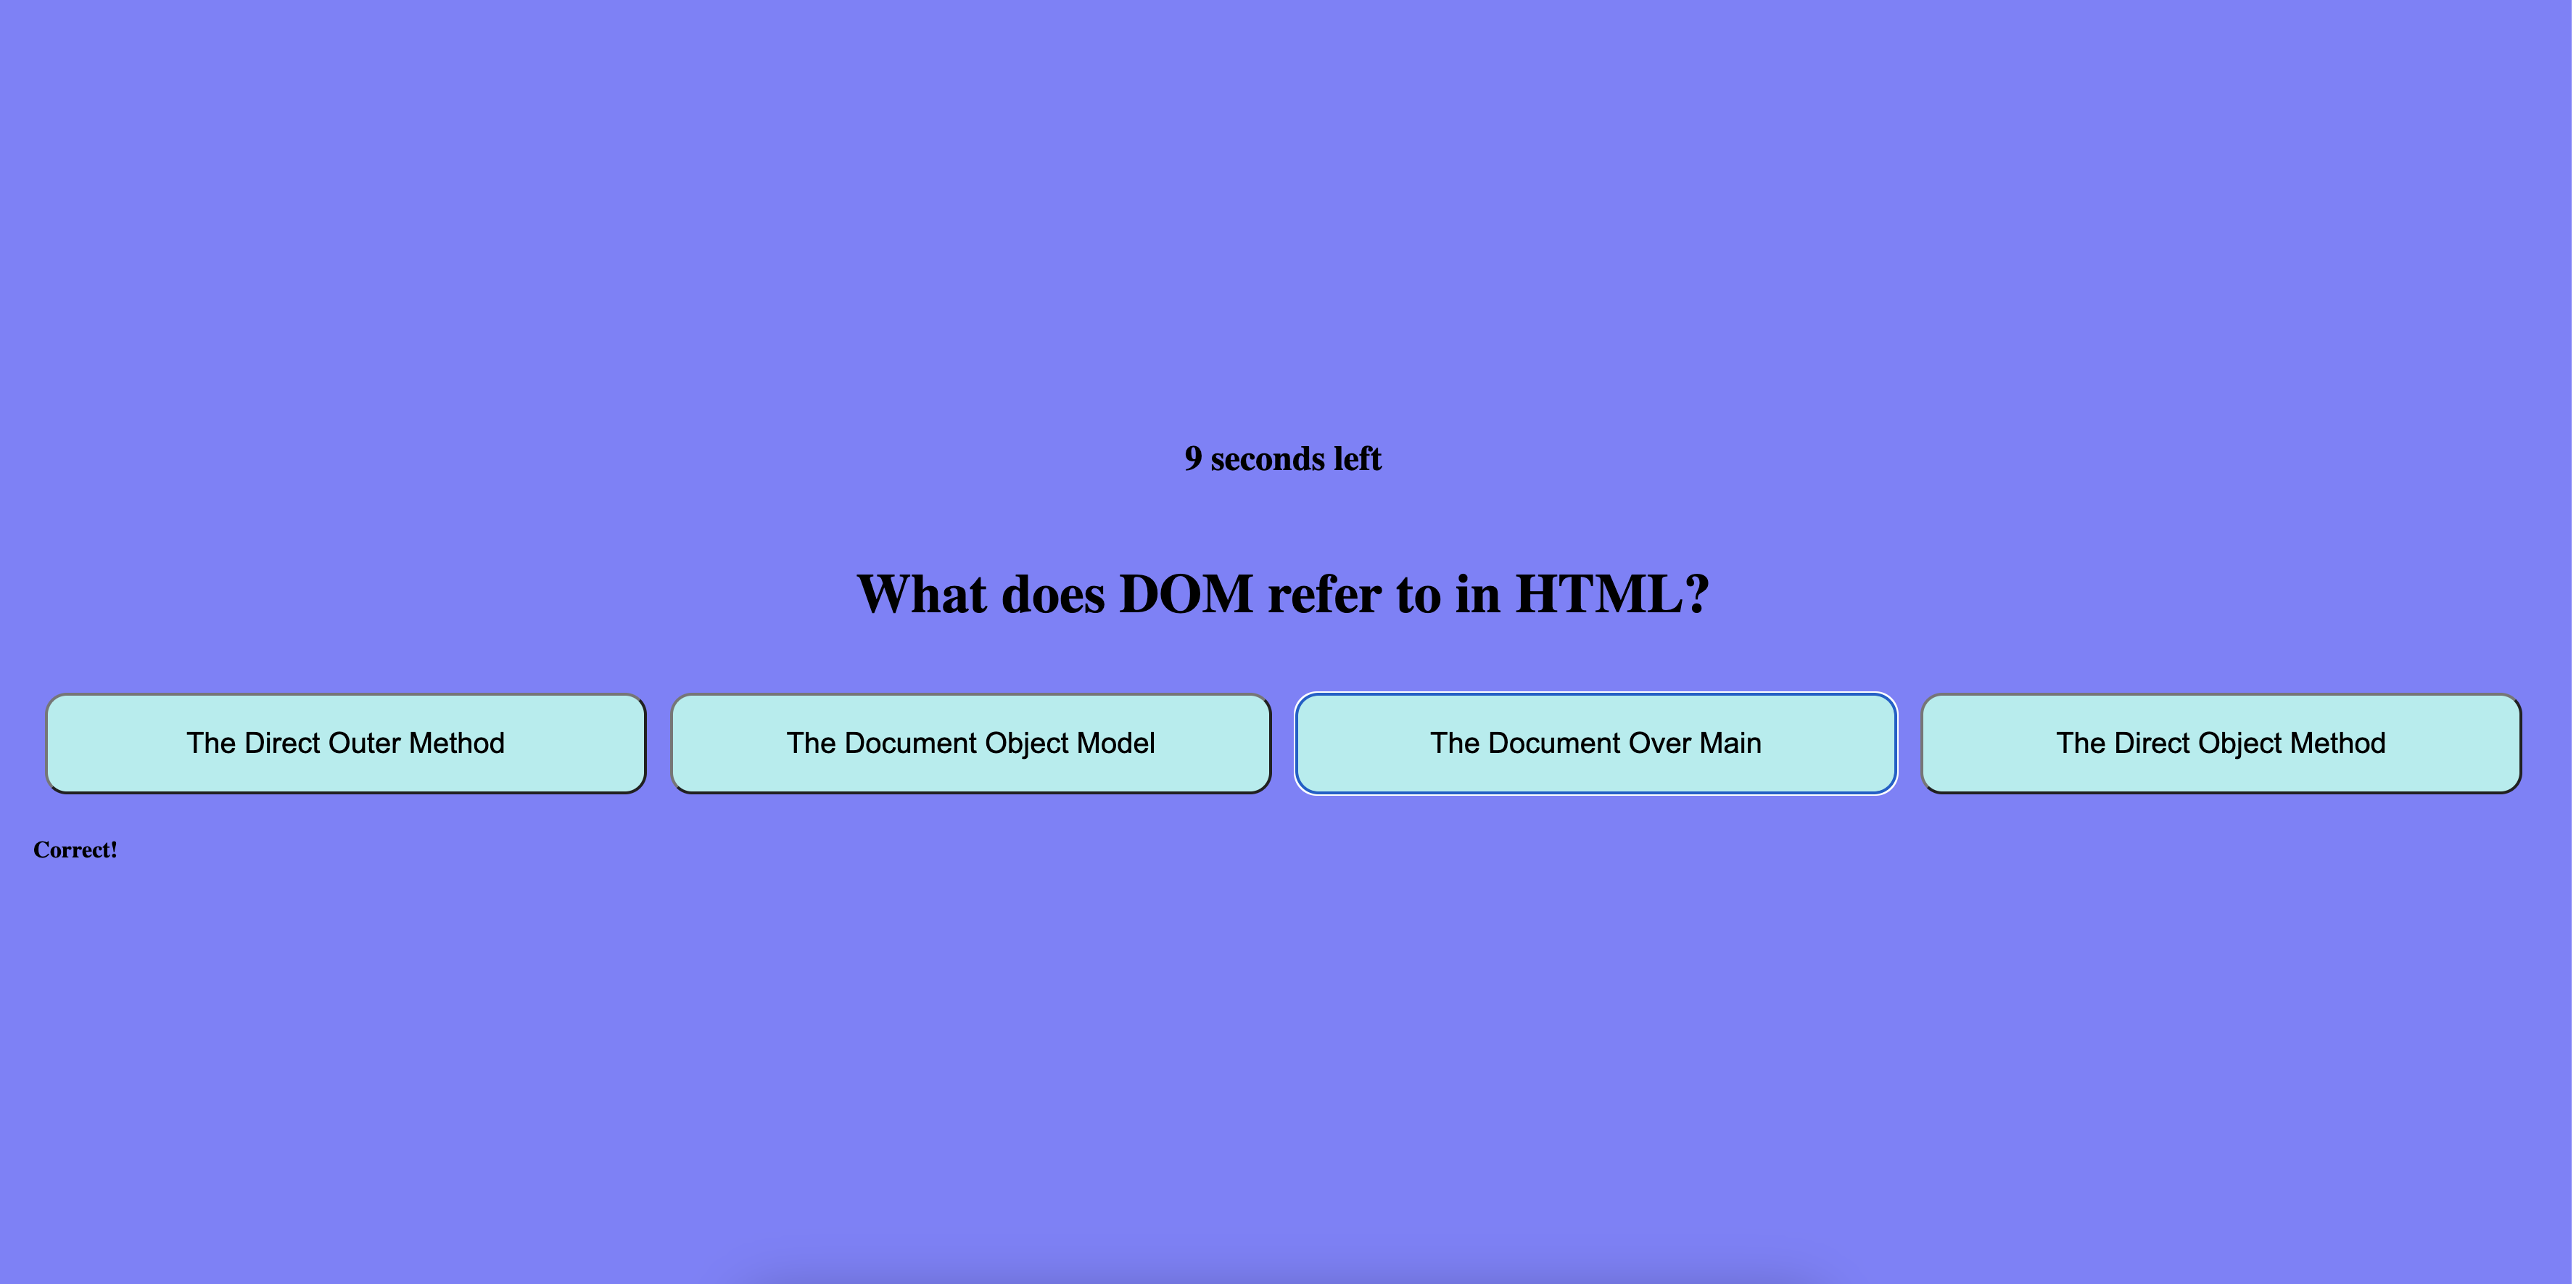 9 seconds left
What does DOM refer to in HTML?
The Direct Outer Method
The Document Object Model
The Document Over Main
The Direct Object Method
Correct!